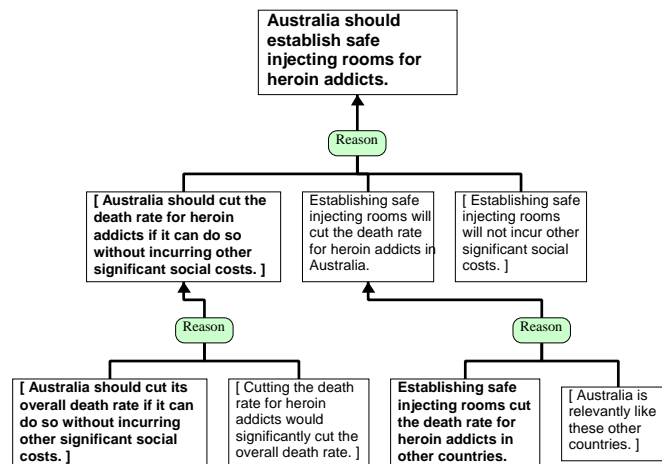 Australia should
establish safe
injecting rooms for
heroin addicts.
Reason
[ Australia should cut the
death rate for heroin
addicts if it can do so
without incurring other
significant social costs. ]
Establishing safe
injecting rooms will
cut the death rate
for heroin addicts in
Australia.
[ Establishing safe
injecting rooms
will not incur other
significant social
costs. ]
Reason
Reason
[ Australia should cut its
overall death rate if it can
do so without incurring
other significant social
costs. ]
[ Cutting the death
rate for heroin
addicts would
significantly cut the
overall death rate. ]
Establishing safe
injecting rooms cut
the death rate for
heroin addicts in
other countries.
[ Australia is
relevantly like
these other
countries. ]